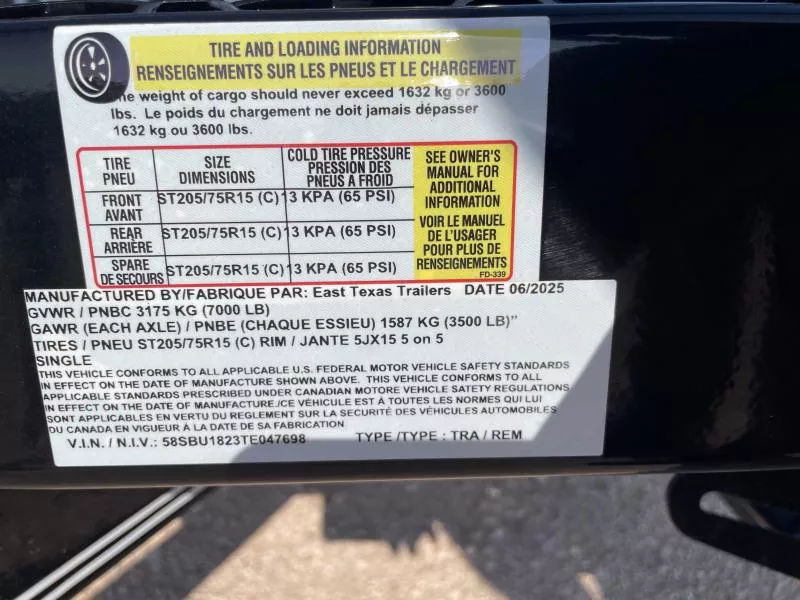 TIRE AND LOADING INFORMATION
RENSEIGNEMENTS SUR LES PNEUS ET LE CHARGEMENT
he weight of cargo should never exceed 1632 kg or 3600
lbs. Le poids du chargement ne doit jamais dépasser
1632 kg ou 3600 lbs.
TIRE PNEU SIZE DIMENSIONS COLD TIRE PRESSURE PRESSION DES PNEUS A FROID
FRONT AVANT ST205/75R15 (C) 13 KPA (65 PSI)
REAR ARRIÈRE ST205/75R15 (C) 13 KPA (65 PSI)
SPARE DE SECOURS ST205/75R15 (C) 13 KPA (65 PSI)
SEE OWNER'S
MANUAL FOR
ADDITIONAL
INFORMATION
VOIR LE MANUEL
DE L'USAGER
POUR PLUS DE
RENSEIGNEMENTS
FD-339
MANUFACTURED BY/FABRIQUE PAR: East Texas Trailers DATE 06/2025
GVWR / PNBC 3175 KG (7000 LB)
GAWR (EACH AXLE) / PNBE (CHAQUE ESSIEU) 1587 KG (3500 LB)"
TIRES / PNEU ST205/75R15 (C) RIM / JANTE 5JX15 5 on 5
SINGLE
THIS VEHICLE CONFORMS TO ALL APPLICABLE U.S. FEDERAL MOTOR VEHICLE SAFETY STANDARDS
IN EFFECT ON THE DATE OF MANUFACTURE SHOWN ABOVE. THIS VEHICLE CONFORMS TO ALL
APPLICABLE STANDARDS PRESCRIBED UNDER CANADIAN MOTORE VEHICLE SAFETY REGULATIONS
IN EFFECT ON THE DATE OF MANUFACTURE./CE VÉHICULE EST À TOUTES LES NORMES QUI LUI
SONT APPLICABLES EN VERTU DU REGLEMENT SUR LA SECURITÉ DES VÉHICULES AUTOMOBILES
DU CANADA EN VIGUEUR À LA DATE DE SA FABRICATION
V.I.N. / N.I.V.: 58SBU1823TE047698 TYPE /TYPE : TRA / REM